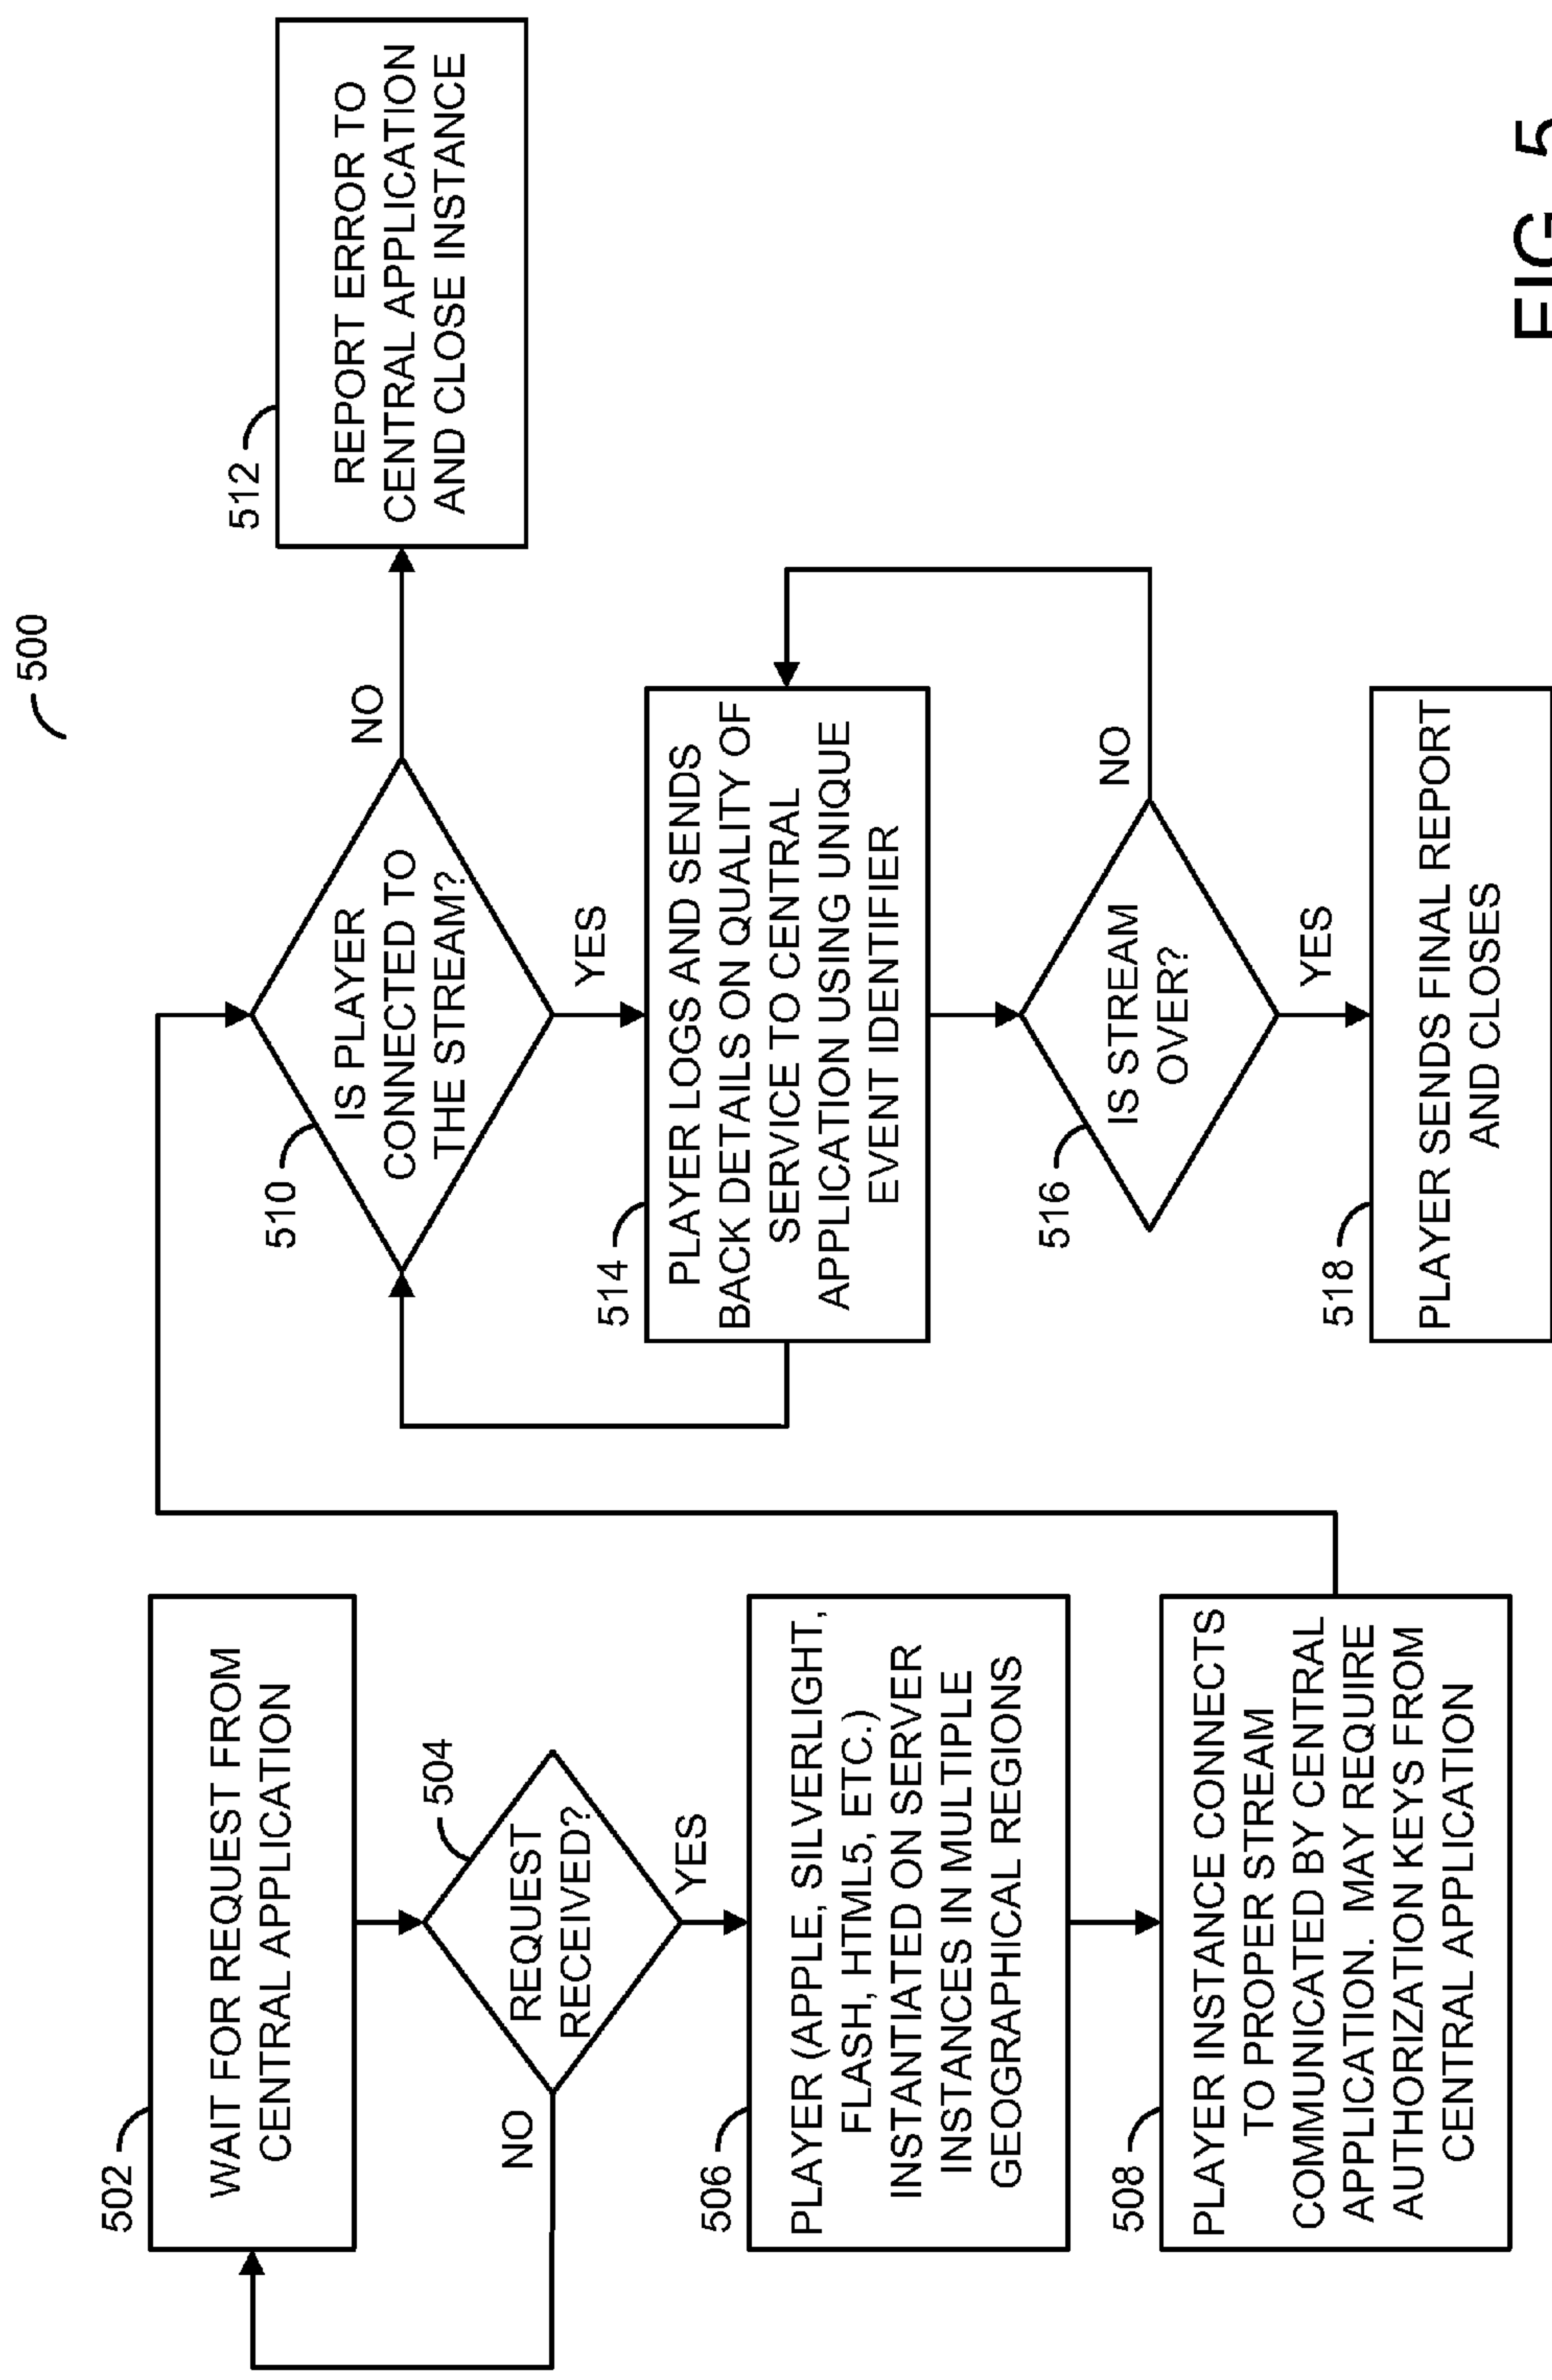 500
502
WAIT FOR REQUEST FROM
CENTRAL APPLICATION
504
REQUEST
RECEIVED?
NO
YES
506
PLAYER (APPLE, SILVERLIGHT,
FLASH, HTML5, ETC.)
INSTANTIATED ON SERVER
INSTANCES IN MULTIPLE
GEOGRAPHICAL REGIONS
508
PLAYER INSTANCE CONNECTS
TO PROPER STREAM
COMMUNICATED BY CENTRAL
APPLICATION. MAY REQUIRE
AUTHORIZATION KEYS FROM
CENTRAL APPLICATION
510
IS PLAYER
CONNECTED TO
THE STREAM?
NO
YES
512
REPORT ERROR TO
CENTRAL APPLICATION
AND CLOSE INSTANCE
514
PLAYER LOGS AND SENDS
BACK DETAILS ON QUALITY OF
SERVICE TO CENTRAL
APPLICATION USING UNIQUE
EVENT IDENTIFIER
516
IS STREAM
OVER?
NO
YES
518
PLAYER SENDS FINAL REPORT
AND CLOSES
FIG. 5